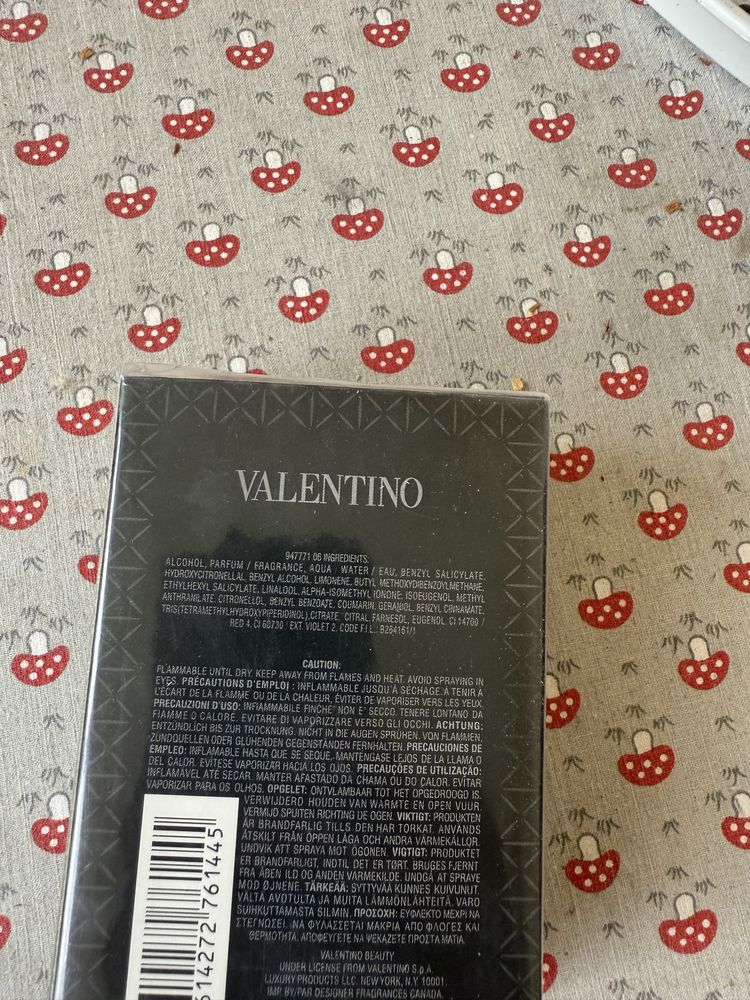 VALENTINO
947771 06 INGREDIENTS:
ALCOHOL, PARFUM / FRAGRANCE, AQUA / WATER / EAU, BENZYL SALICYLATE,
HYDROXYCITRONELLAL, BENZYL ALCOHOL, LIMONENE, BUTYL METHOXYDIBENZOYLMETHANE,
ETHYLHEXYL SALICYLATE, LINALOOL, ALPHA-ISOMETHYL IONONE, ISOEUGENOL, METHYL
ANTHRANILATE, CITRONELLOL, BENZYL BENZOATE, COUMARIN, GERANIOL, BENZYL CINNAMATE,
TRIS(TETRAMETHYLHYDROXYPIPERIDINOL) CITRATE, CITRAL, FARNESOL, EUGENOL, CI 14700 /
RED 4, CI 60730 / EXT. VIOLET 2. CODE F.I.L.: B264161/1
CAUTION:
FLAMMABLE UNTIL DRY. KEEP AWAY FROM FLAMES AND HEAT. AVOID SPRAYING IN
EYES. PRÉCAUTIONS D'EMPLOI : INFLAMMABLE JUSQU'À SÉCHAGE. À TENIR À
L'ÉCART DE LA FLAMME OU DE LA CHALEUR, ÉVITER DE VAPORISER VERS LES YEUX.
PRECAUZIONI D'USO: INFIAMMABILE FINCHE' NON E' SECCO. TENERE LONTANO DA
FIAMME O CALORE. EVITARE DI VAPORIZZARE VERSO GLI OCCHI. ACHTUNG:
ENTZÜNDLICH BIS ZUR TROCKNUNG. NICHT IN DIE AUGEN SPRÜHEN. VON FLAMMEN,
ZÜNDQUELLEN ODER GLÜHENDEN GEGENSTÄNDEN FERNHALTEN. PRECAUCIONES DE
EMPLEO: INFLAMABLE HASTA QUE SE SEQUE. MANTENGASE LEJOS DE LA LLAMA O
DEL CALOR. EVÍTESE VAPORIZAR HACIA LOS OJOS. PRECAUÇÕES DE UTILIZAÇÃO:
INFLAMÁVEL ATE SECAR. MANTER AFASTADO DA CHAMA OU DO CALOR. EVITAR
VAPORIZAR PARA OS OLHOS. OPGELET: ONTVLAMBAAR TOT HET OPGEDROOGD IS.
VERWIJDERD HOUDEN VAN WARMTE EN OPEN VUUR.
VERMIJD SPUITEN RICHTING DE OGEN. VIKTIGT: PRODUKTEN
ÄR BRANDFARLIG TILLS DEN HAR TORKAT. ANVÄNDS
ÅTSKILT FRÅN ÖPPEN LÅGA OCH ANDRA VÄRMEKÄLLOR.
UNDVIK ATT SPRAYA MOT ÖGONEN. VIGTIGT: PRODUKTET
ER BRANDFARLIGT, INDTIL DET ER TØRT. BRUGES FJERNT
FRA ÅBEN ILD OG ANDEN VARMEKILDE. UNDGÅ AT SPRAYE
MOD ØJNENE. TÄRKEÄÄ: SYTTYVÄÄ KUNNES KUIVUNUT.
VÄLTÄ AVOTULTA JA MUITA LÄMMÖNLÄHTEITÄ. VARO
SUIHKUTTAMASTA SILMIIN. ΠΡΟΣΟΧΗ: ΕΥΦΛΕΚΤΟ ΜΕΧΡΙ ΝΑ
ΣΤΕΓΝΩΣΕΙ. ΝΑ ΦΥΛΑΣΣΕΤΑΙ ΜΑΚΡΙΑ ΑΠΟ ΦΛΟΓΕΣ ΚΑΙ
ΘΕΡΜΟΤΗΤΑ. ΑΠΟΦΕΥΓΕΤΕ ΝΑ ΨΕΚΑΖΕΤΕ ΠΡΟΣ ΤΑ ΜΑΤΙΑ.
VALENTINO BEAUTY
UNDER LICENSE FROM VALENTINO S.p.A.
LUXURY PRODUCTS LLC. NEW YORK, N.Y. 10001.
IMP. BY/PAR DESIGNER FRAGRANCES CANADA,
614272 761445